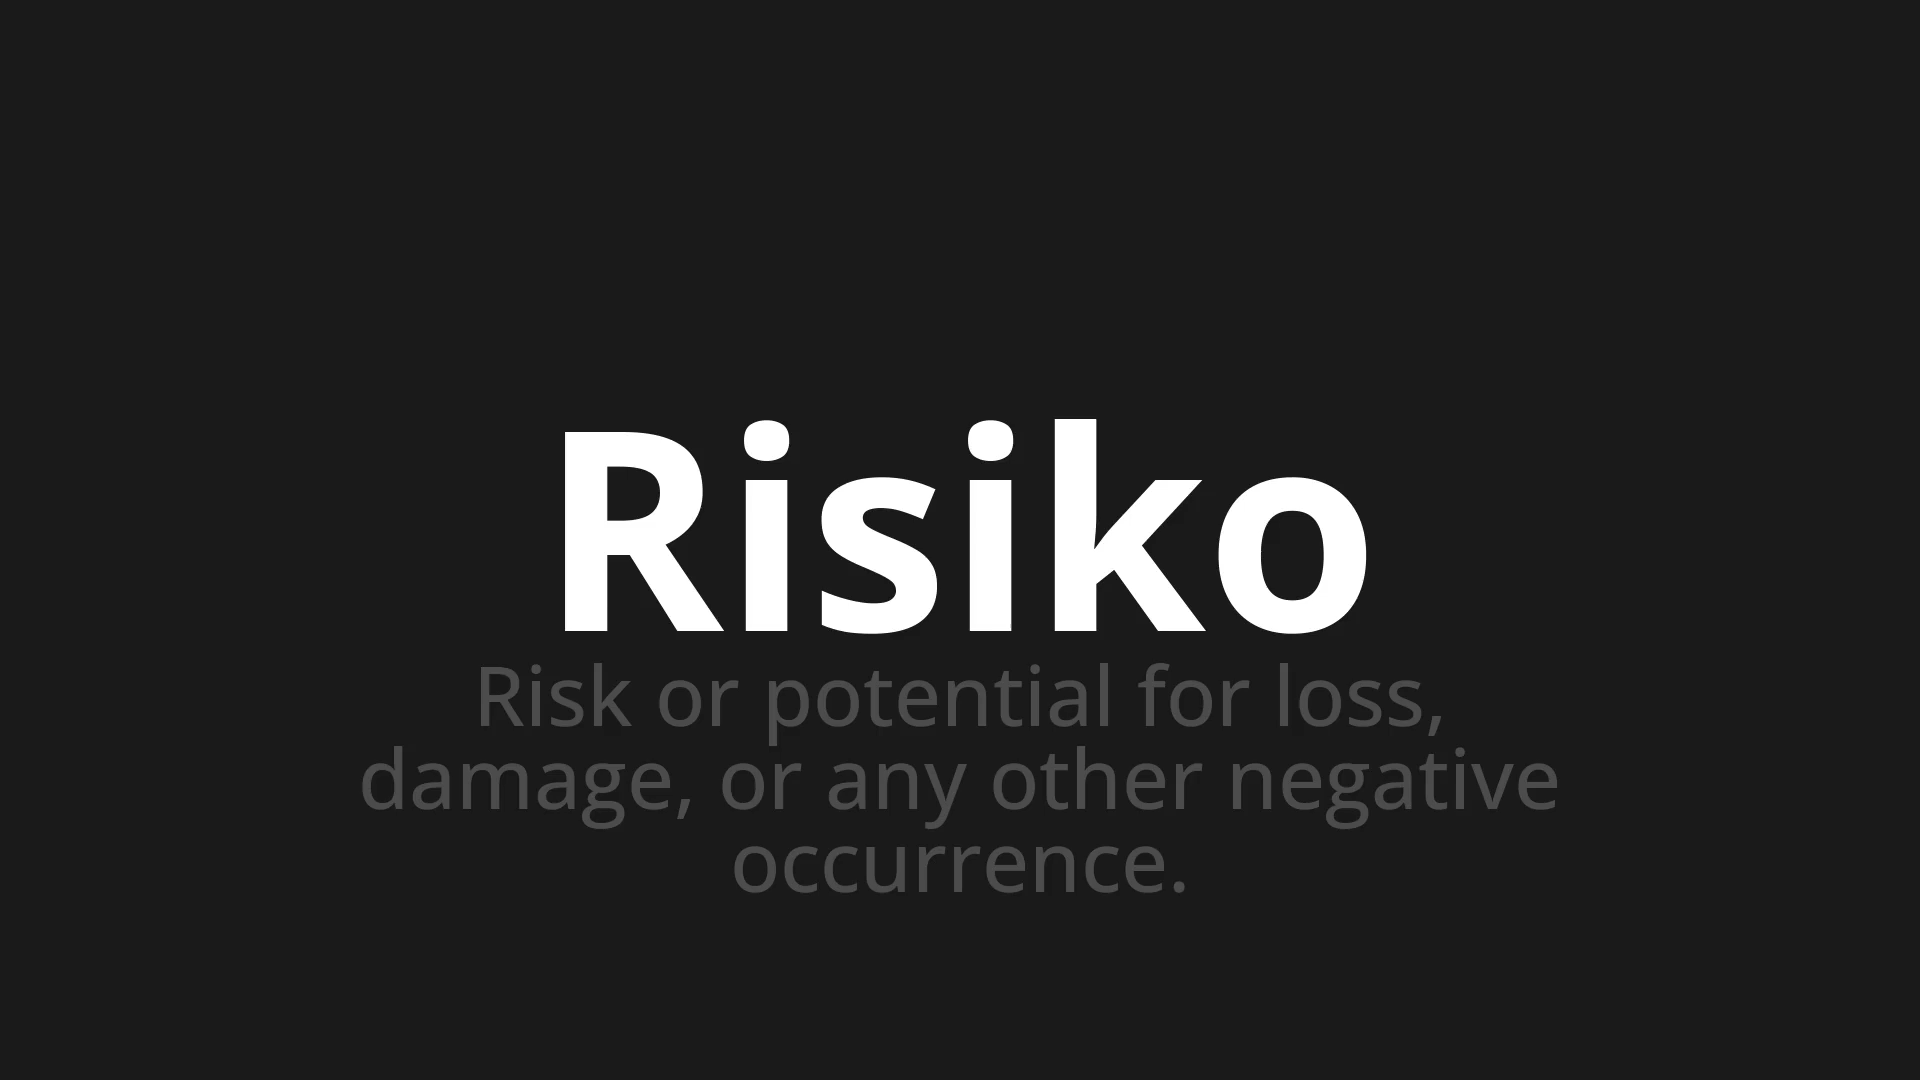 Risiko
Risk or potential for loss,
damage, or any other negative
occurrence.